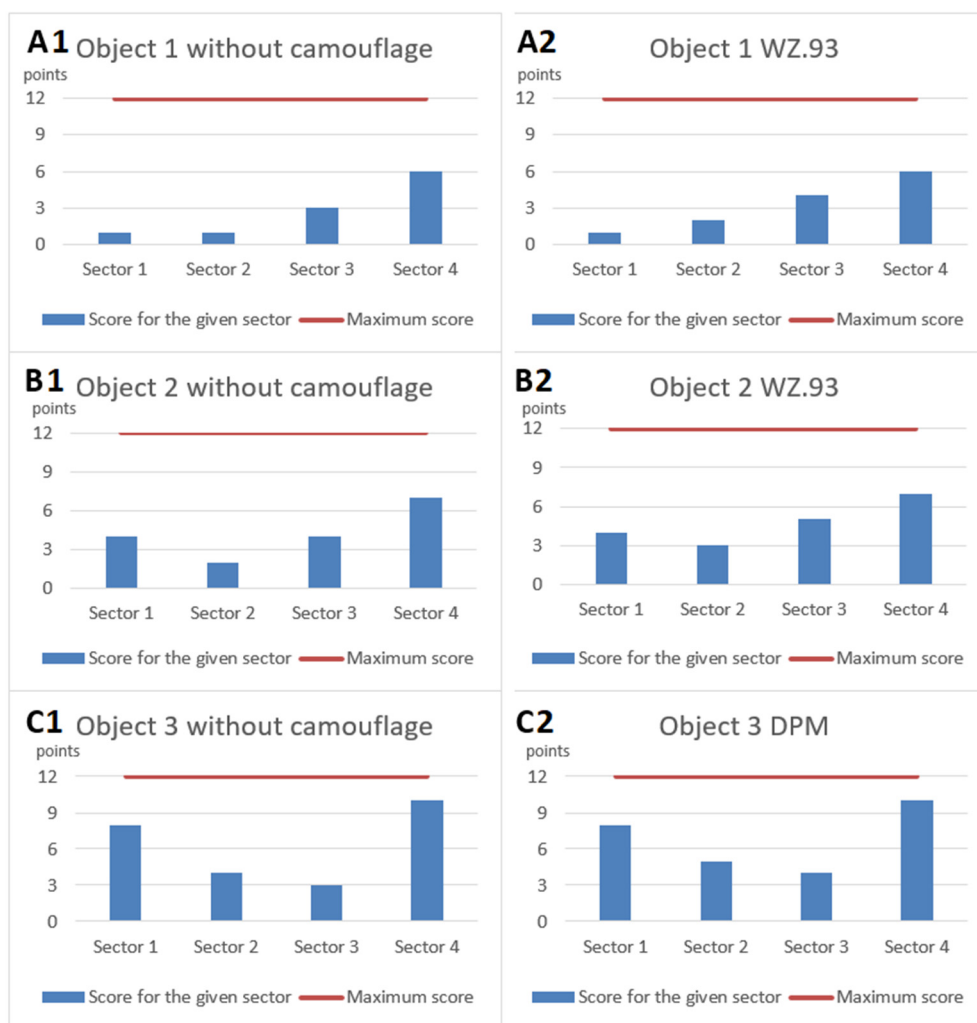 A1 Object 1 without camouflage
points
12
9
6
3
0
Sector 1 Sector 2 Sector 3 Sector 4
Score for the given sector Maximum score
A2 Object 1 WZ.93
points
12
9
6
3
0
Sector 1 Sector 2 Sector 3 Sector 4
Score for the given sector Maximum score
B1 Object 2 without camouflage
points
12
9
6
3
0
Sector 1 Sector 2 Sector 3 Sector 4
Score for the given sector Maximum score
B2 Object 2 WZ.93
points
12
9
6
3
0
Sector 1 Sector 2 Sector 3 Sector 4
Score for the given sector Maximum score
C1 Object 3 without camouflage
points
12
9
6
3
0
Sector 1 Sector 2 Sector 3 Sector 4
Score for the given sector Maximum score
C2 Object 3 DPM
points
12
9
6
3
0
Sector 1 Sector 2 Sector 3 Sector 4
Score for the given sector Maximum score